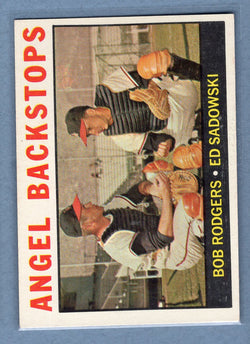 ANGEL BACKSTOPS
BOB RODGERS • ED SADOWSKI